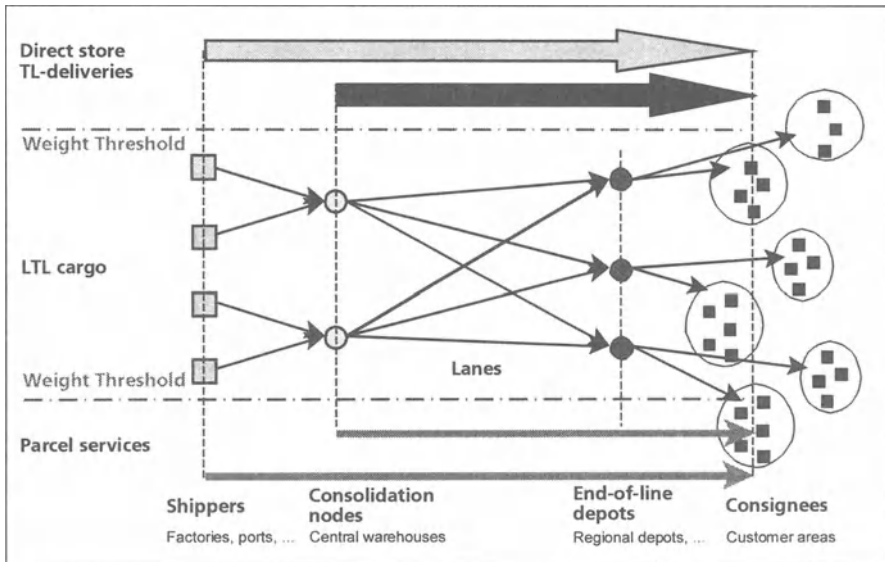 Direct store
TL-deliveries
Weight Threshold
LTL cargo
Lanes
Weight Threshold
Parcel services
Shippers
Factories, ports, ...
Consolidation
nodes
Central warehouses
End-of-line
depots
Regional depots, ...
Consignees
Customer areas